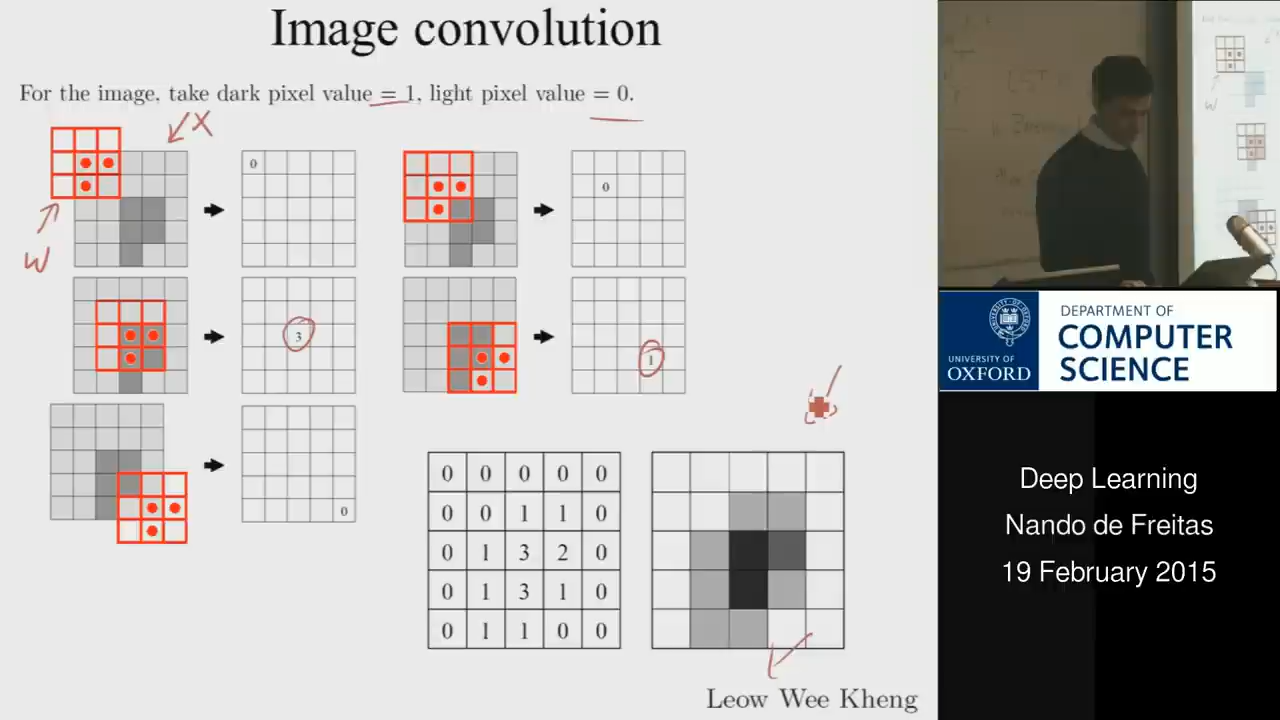 Image convolution
For the image, take dark pixel value = 1, light pixel value = 0.
X
W
0
0
3
1
0
0 0 0 0 0
0 0 1 1 0
0 1 3 2 0
0 1 3 1 0
0 1 1 0 0
Leow Wee Kheng
W
UNIVERSITY OF
OXFORD
DEPARTMENT OF
COMPUTER
SCIENCE
Deep Learning
Nando de Freitas
19 February 2015